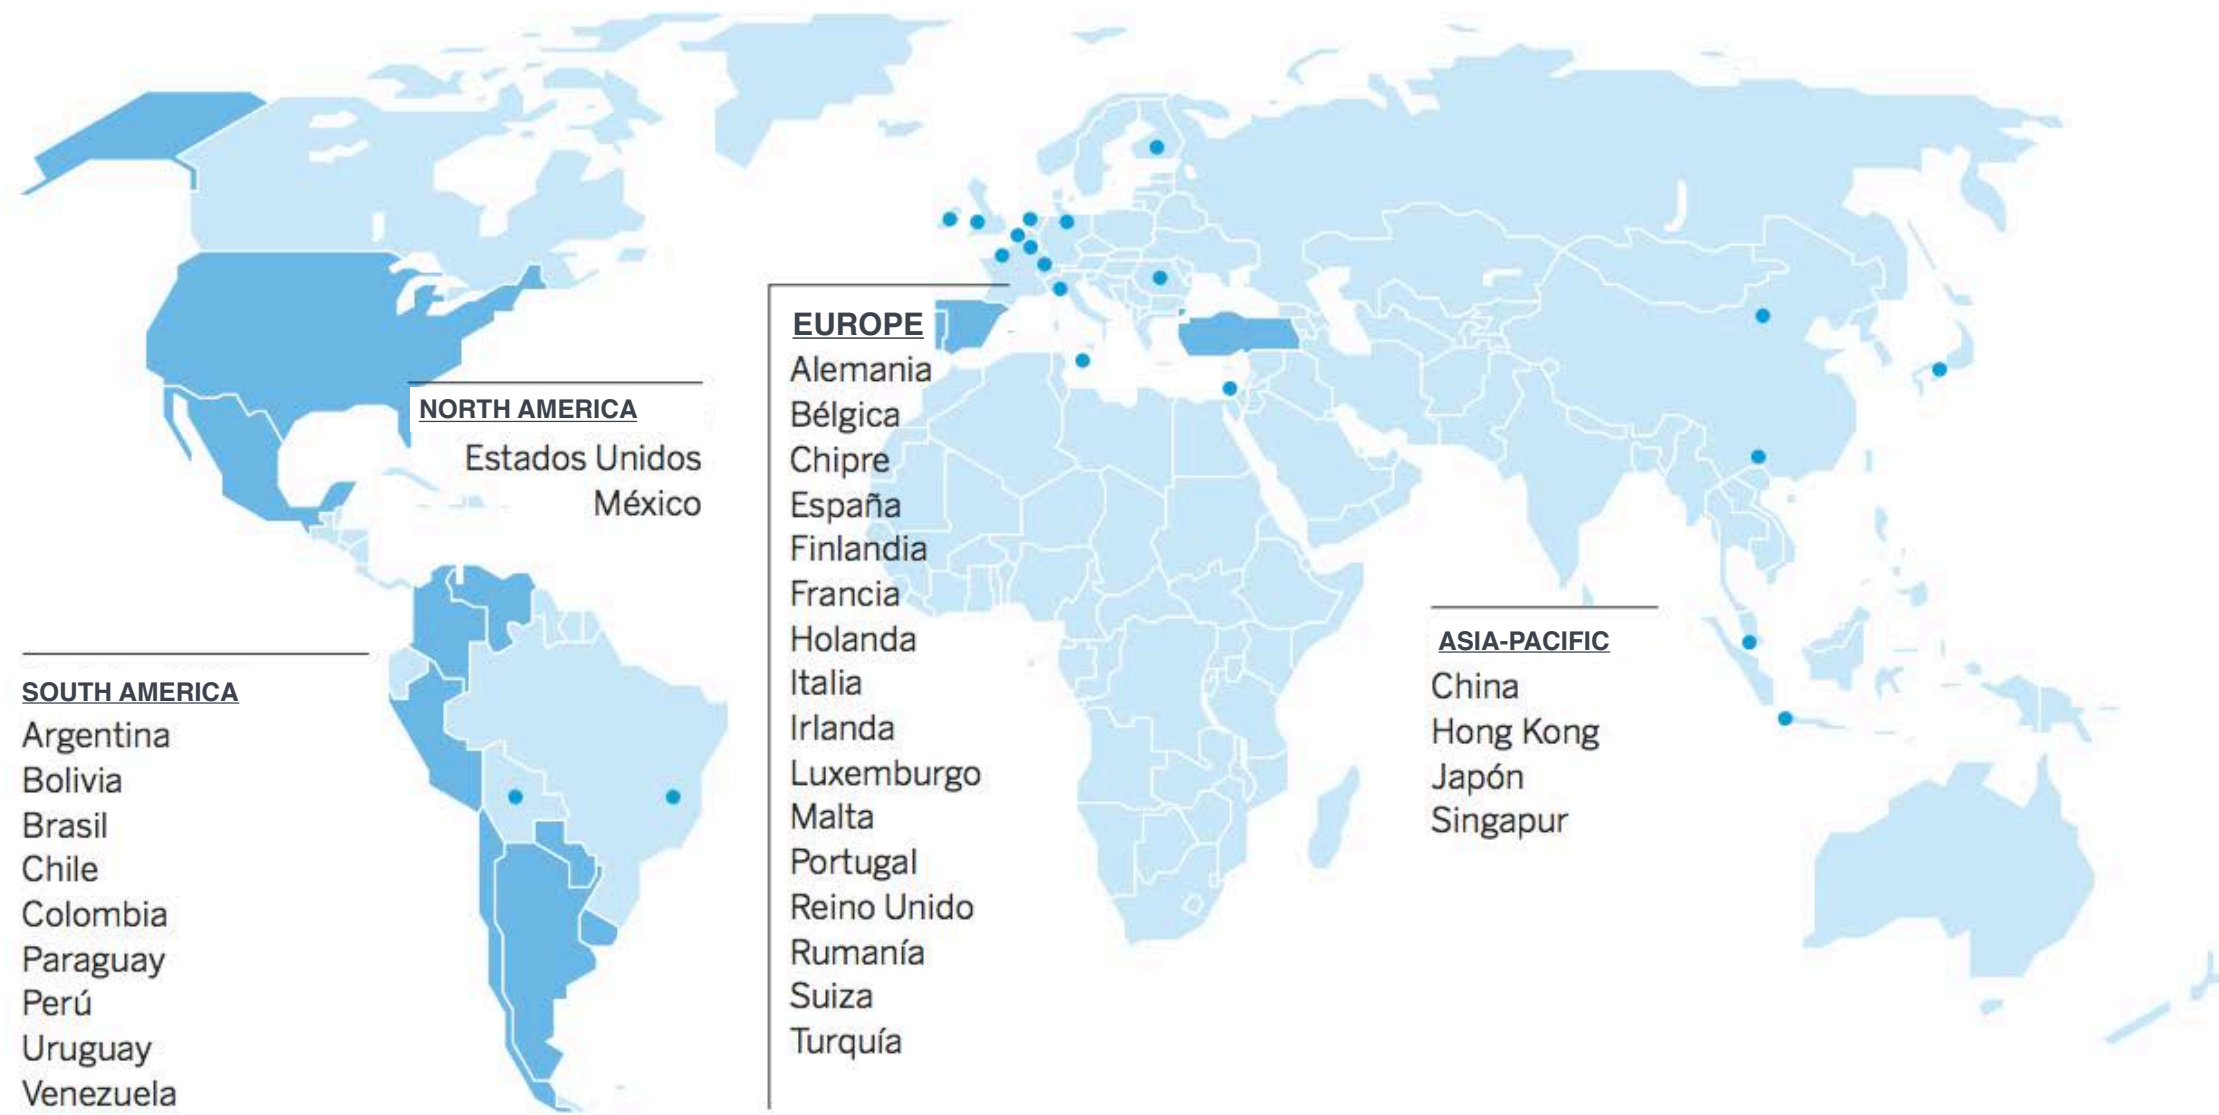 NORTH AMERICA
Estados Unidos
México
SOUTH AMERICA
Argentina
Bolivia
Brasil
Chile
Colombia
Paraguay
Perú
Uruguay
Venezuela
EUROPE
Alemania
Bélgica
Chipre
España
Finlandia
Francia
Holanda
Italia
Irlanda
Luxemburgo
Malta
Portugal
Reino Unido
Rumanía
Suiza
Turquía
ASIA-PACIFIC
China
Hong Kong
Japón
Singapur